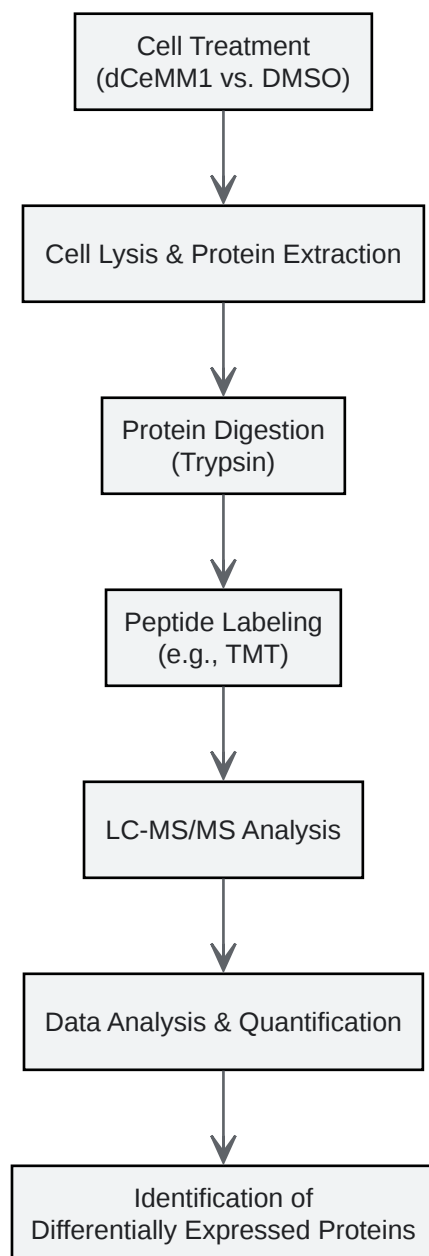 Cell Treatment
(dCeMM1 vs. DMSO)
Cell Lysis & Protein Extraction
Protein Digestion
(Trypsin)
Peptide Labeling
(e.g., TMT)
LC-MS/MS Analysis
Data Analysis & Quantification
Identification of
Differentially Expressed Proteins